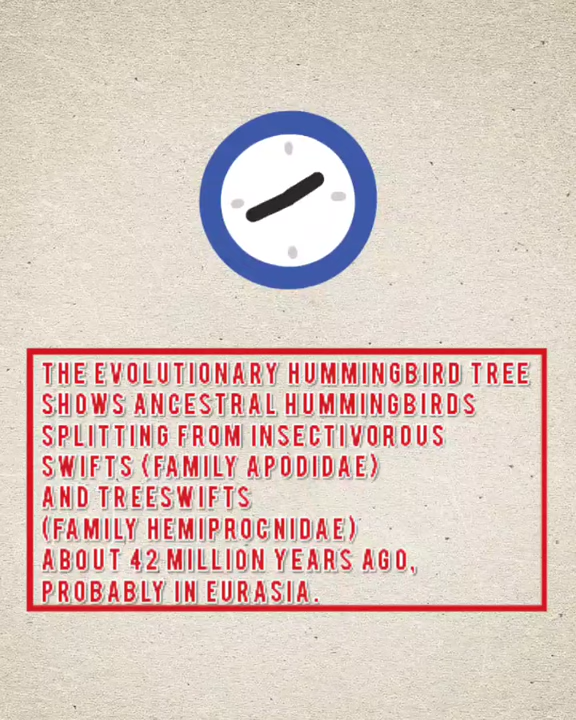 THE EVOLUTIONARY HUMMINGBIRD TREE
SHOWS ANCESTRAL HUMMINGBIRDS
SPLITTING FROM INSECTIVOROUS
SWIFTS (FAMILY APODIDAE)
AND TREESWIFTS
(FAMILY HEMIPROCNIDAE)
ABOUT 42 MILLION YEARS AGO,
PROBABLY IN EURASIA.